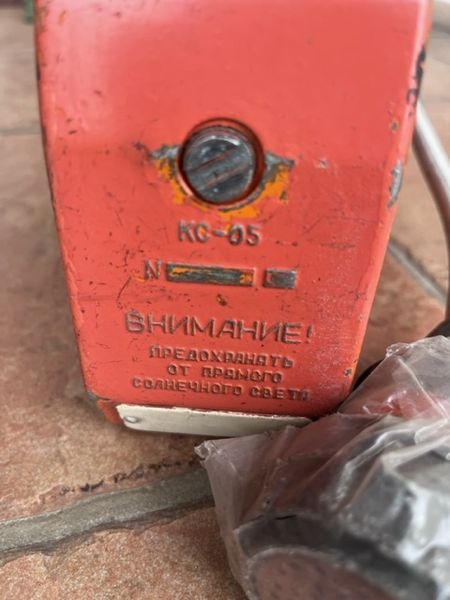 КС-05
N
ВНИМАНИЕ!
ПРЕДОХРАНЯТЬ
ОТ ПРЯМОГО
СОЛНЕЧНОГО СВЕТА